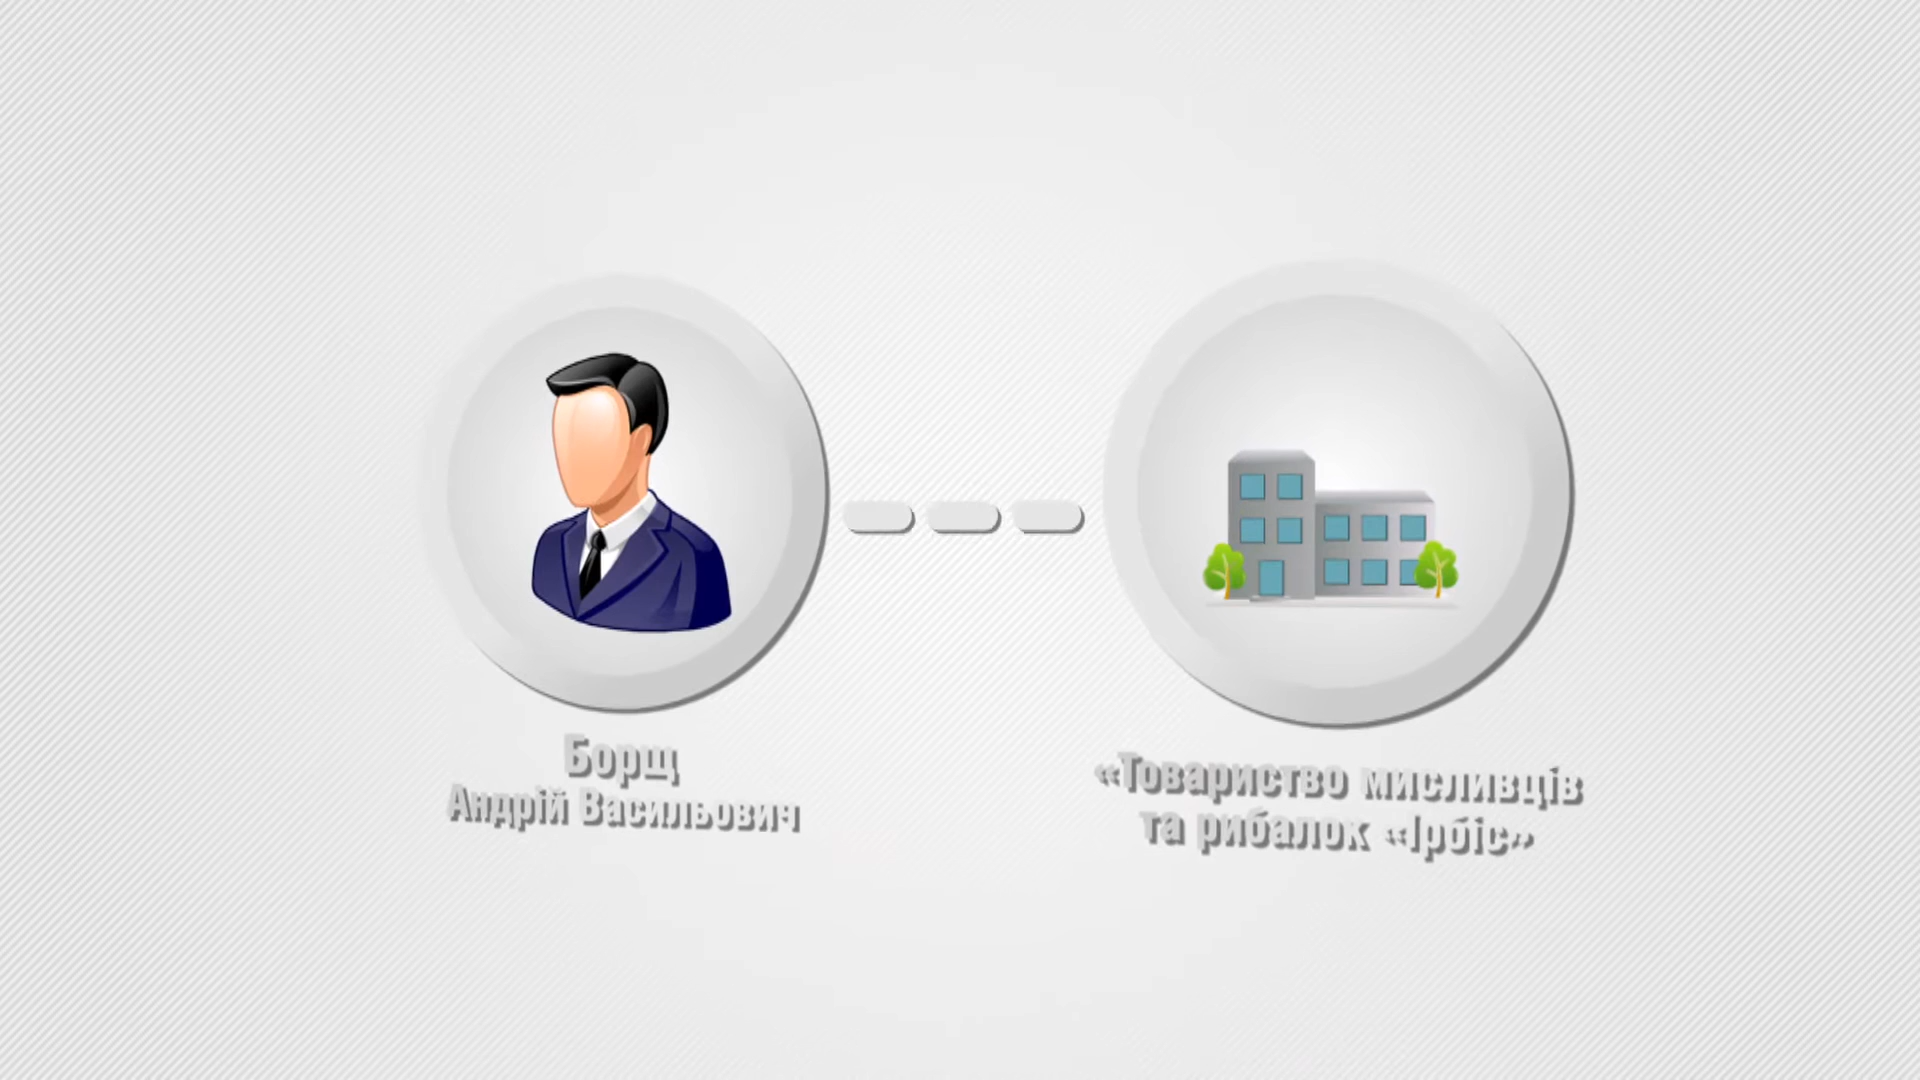 Борщ
Андрій Васильович
«Товариство мисливців
та рибалок «Ірбіс»